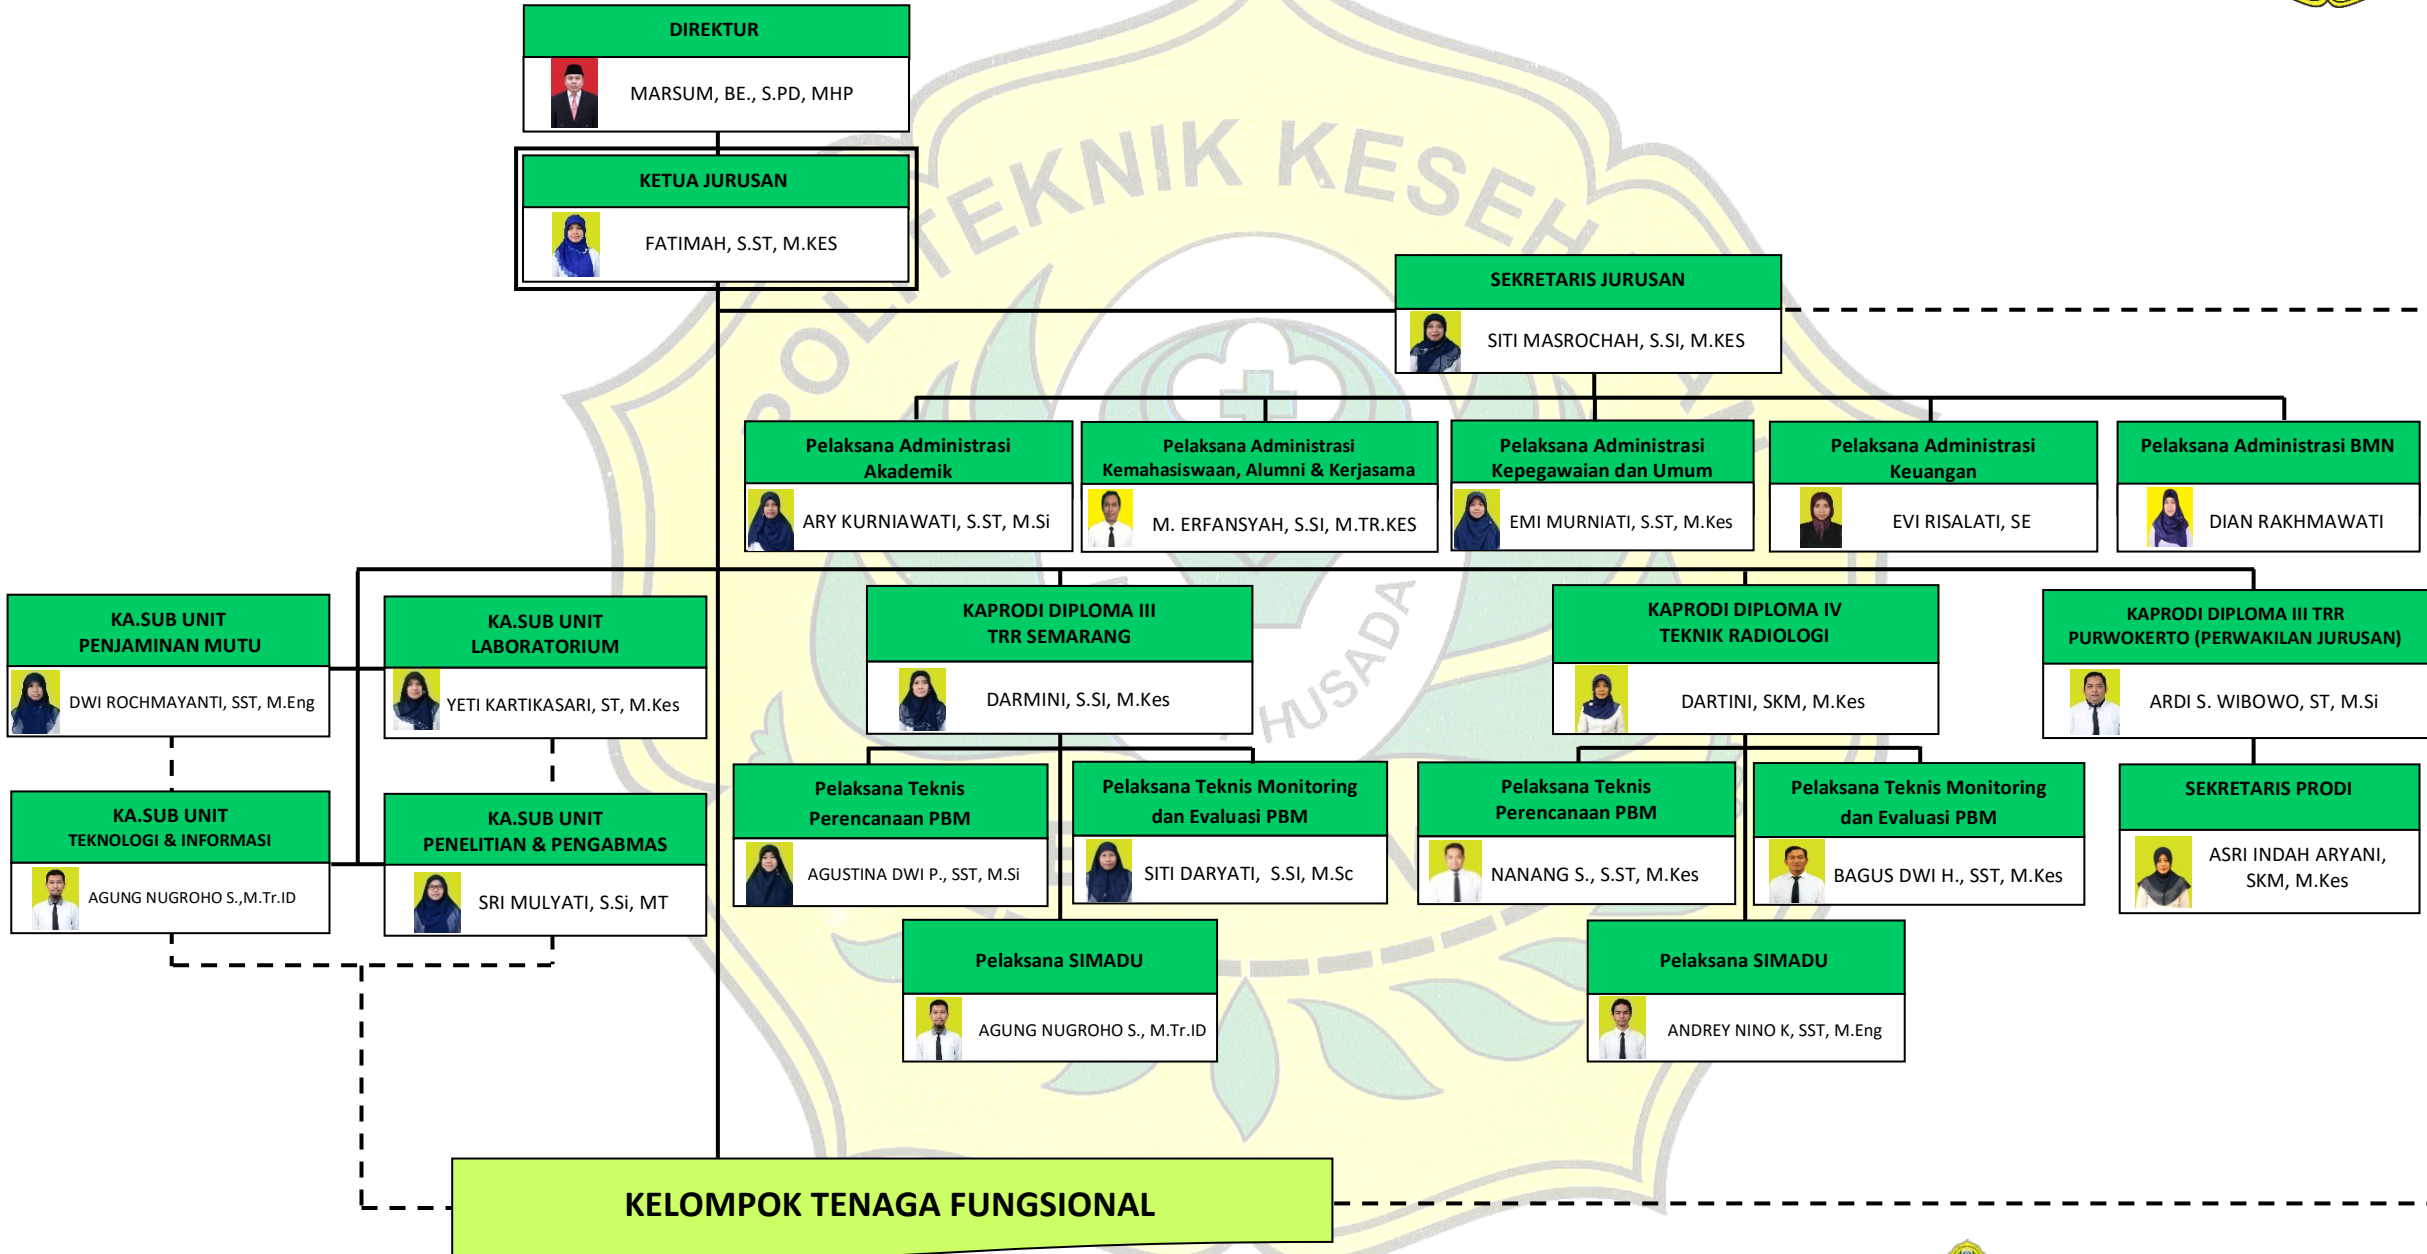 DIREKTUR
MARSUM, BE., S.PD, MHP
KETUA JURUSAN
FATIMAH, S.ST, M.KES
SEKRETARIS JURUSAN
SITI MASROCHAH, S.SI, M.KES
Pelaksana Administrasi
Akademik
ARY KURNIAWATI, S.ST, M.Si
Pelaksana Administrasi
Kemahasiswaan, Alumni & Kerjasama
M. ERFANSYAH, S.SI, M.TR.KES
Pelaksana Administrasi
Kepegawaian dan Umum
EMI MURNIATI, S.ST, M.Kes
Pelaksana Administrasi
Keuangan
EVI RISALATI, SE
Pelaksana Administrasi BMN
DIAN RAKHMAWATI
KA.SUB UNIT
PENJAMINAN MUTU
DWI ROCHMAYANTI, SST, M.Eng
KA.SUB UNIT
LABORATORIUM
YETI KARTIKASARI, ST, M.Kes
KAPRODI DIPLOMA III
TRR SEMARANG
DARMINI, S.SI, M.Kes
KAPRODI DIPLOMA IV
TEKNIK RADIOLOGI
DARTINI, SKM, M.Kes
KAPRODI DIPLOMA III TRR
PURWOKERTO (PERWAKILAN JURUSAN)
ARDI S. WIBOWO, ST, M.Si
KA.SUB UNIT
TEKNOLOGI & INFORMASI
AGUNG NUGROHO S.,M.Tr.ID
KA.SUB UNIT
PENELITIAN & PENGABMAS
SRI MULYATI, S.Si, MT
Pelaksana Teknis
Perencanaan PBM
AGUSTINA DWI P., SST, M.Si
Pelaksana Teknis Monitoring
dan Evaluasi PBM
SITI DARYATI,  S.SI, M.Sc
Pelaksana Teknis
Perencanaan PBM
NANANG S., S.ST, M.Kes
Pelaksana Teknis Monitoring
dan Evaluasi PBM
BAGUS DWI H., SST, M.Kes
SEKRETARIS PRODI
ASRI INDAH ARYANI,
SKM, M.Kes
Pelaksana SIMADU
AGUNG NUGROHO S., M.Tr.ID
Pelaksana SIMADU
ANDREY NINO K, SST, M.Eng
KELOMPOK TENAGA FUNGSIONAL
POLITEKNIK KESEH
HUSADA